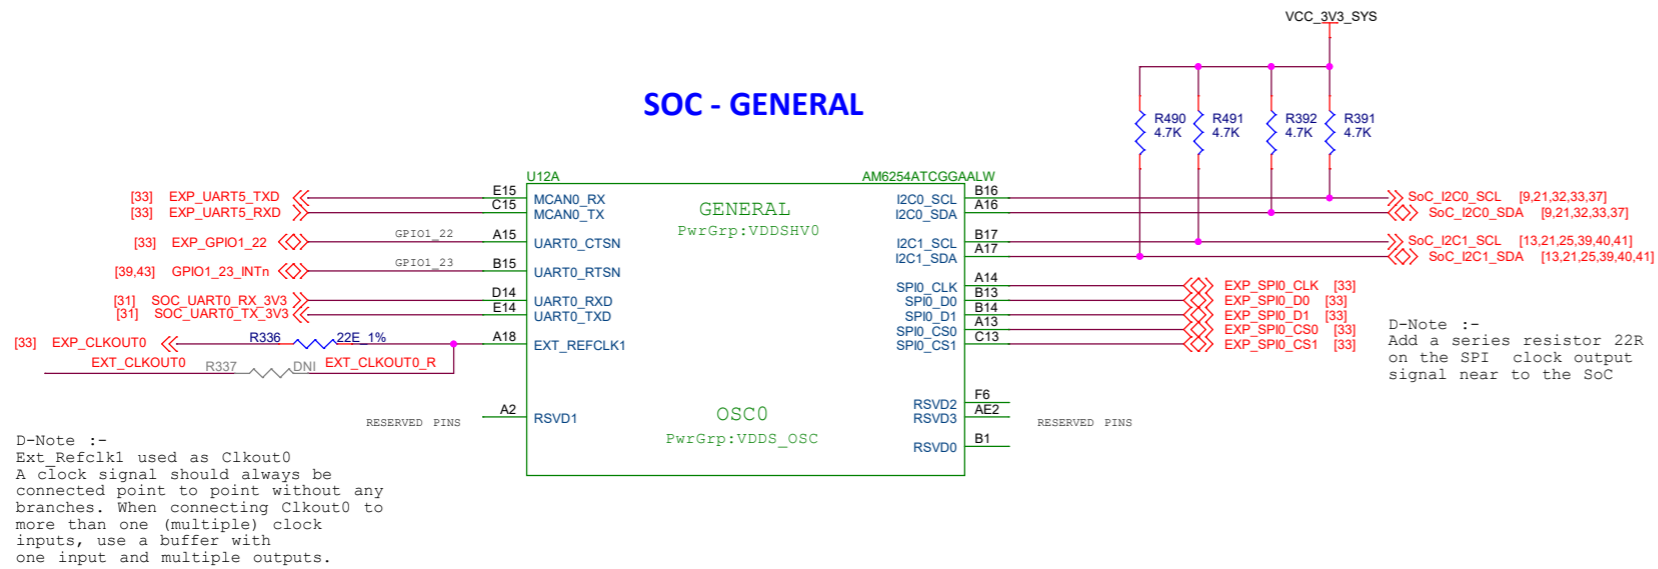 VCC_3V3_SYS
SOC - GENERAL
R490
4.7K
R491
4.7K
R392
4.7K
R391
4.7K
U12A
AM6254ATCGGAALW
GENERAL
PwrGrp:VDDSHV0
[33] EXP_UART5_TXD E15 MCAN0_RX
[33] EXP_UART5_RXD C15 MCAN0_TX
[33] EXP_GPIO1_22 GPIO1_22 A15 UART0_CTSN
[39,43] GPIO1_23_INTn GPIO1_23 B15 UART0_RTSN
[31] SOC_UART0_RX_3V3 D14 UART0_RXD
[31] SOC_UART0_TX_3V3 E14 UART0_TXD
[33] EXP_CLKOUT0 R336 22E_1% A18 EXT_REFCLK1
EXT_CLKOUT0 R337 DNI EXT_CLKOUT0_R
RESERVED PINS A2 RSVD1
I2C0_SCL B16 SoC_I2C0_SCL [9,21,32,33,37]
I2C0_SDA A16 SoC_I2C0_SDA [9,21,32,33,37]
I2C1_SCL B17 SoC_I2C1_SCL [13,21,25,39,40,41]
I2C1_SDA A17 SoC_I2C1_SDA [13,21,25,39,40,41]
SPI0_CLK A14 EXP_SPI0_CLK [33]
SPI0_D0 B13 EXP_SPI0_D0 [33]
SPI0_D1 B14 EXP_SPI0_D1 [33]
SPI0_CS0 A13 EXP_SPI0_CS0 [33]
SPI0_CS1 C13 EXP_SPI0_CS1 [33]
OSC0
PwrGrp:VDDS_OSC
RSVD2 F6
RSVD3 AE2
RSVD0 B1
RESERVED PINS
D-Note :-
Add a series resistor 22R
on the SPI clock output
signal near to the SoC
D-Note :-
Ext_Refclk1 used as Clkout0
A clock signal should always be
connected point to point without any
branches. When connecting Clkout0 to
more than one (multiple) clock
inputs, use a buffer with
one input and multiple outputs.